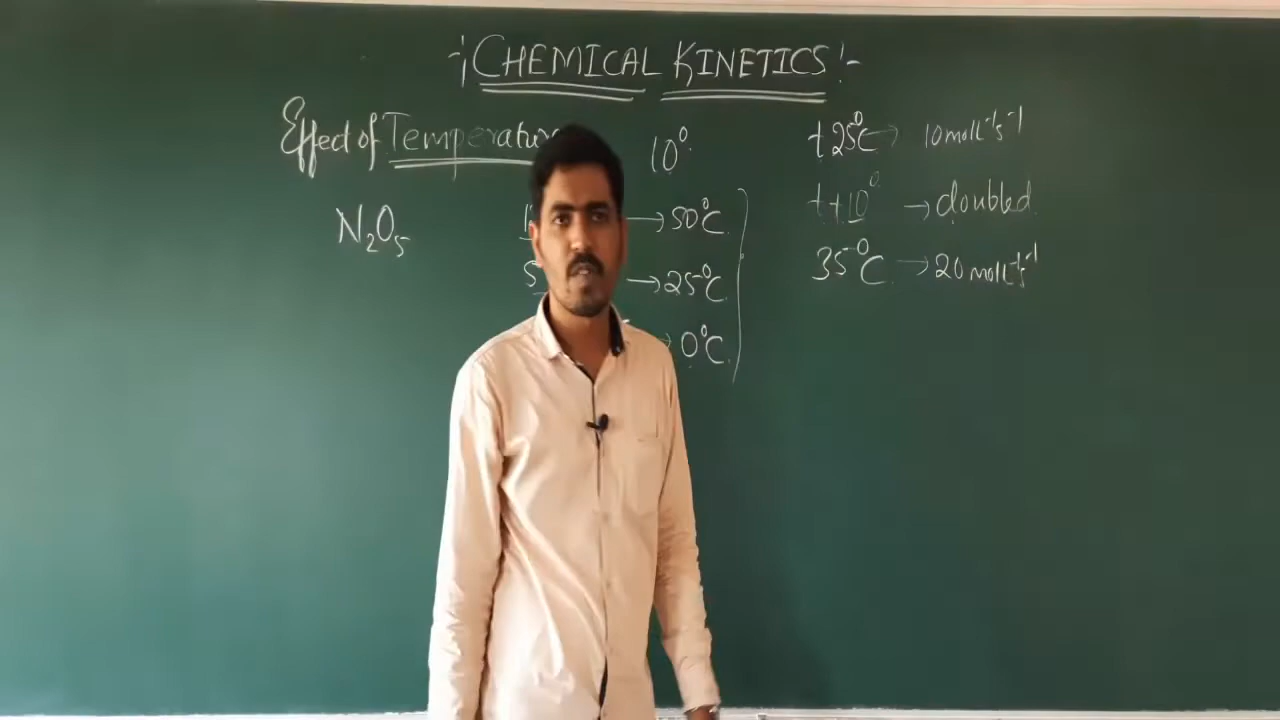 -¡CHEMICAL KINETICS!-
Effect of Temperature
10°
N₂O₅
→ 50°C
→ 25°C
0°C
t 25°C → 10 mol L⁻¹s⁻¹
t+10° → doubled
35°C → 20 mol L⁻¹s⁻¹